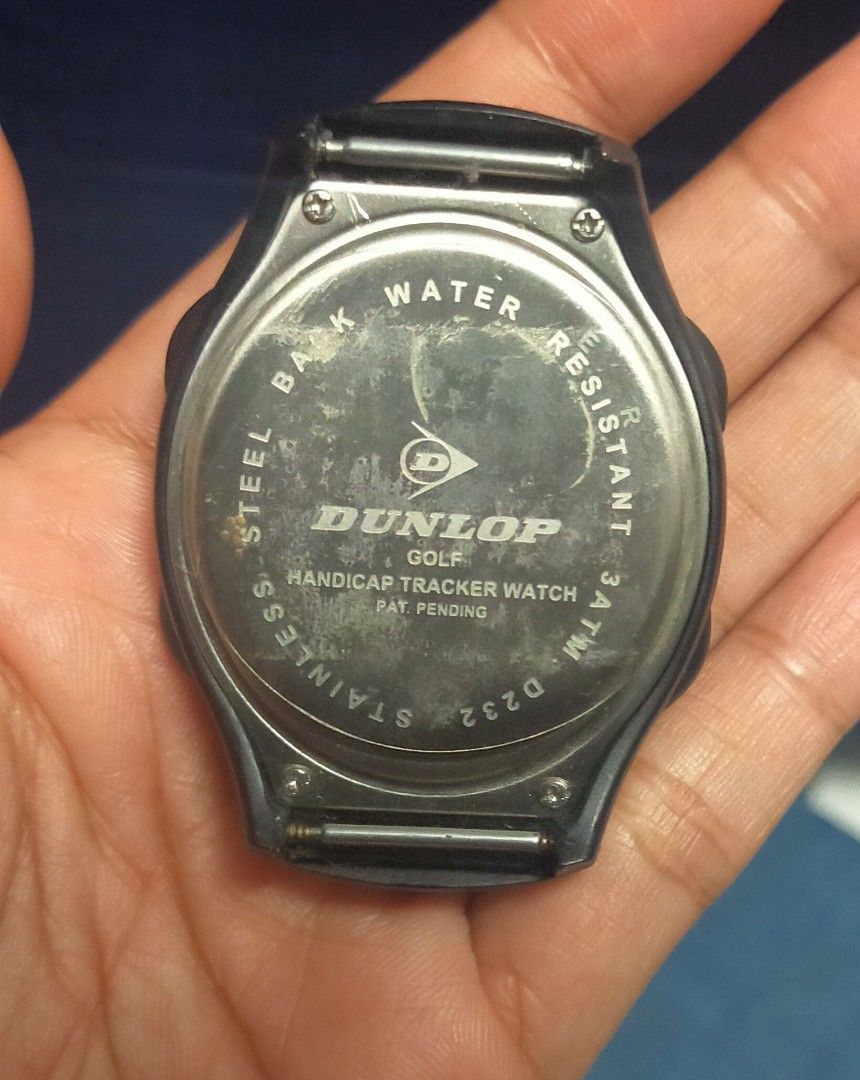 STAINLESS STEEL BACK WATER RESISTANT 3ATM D232
D
DUNLOP
GOLF
HANDICAP TRACKER WATCH
PAT. PENDING